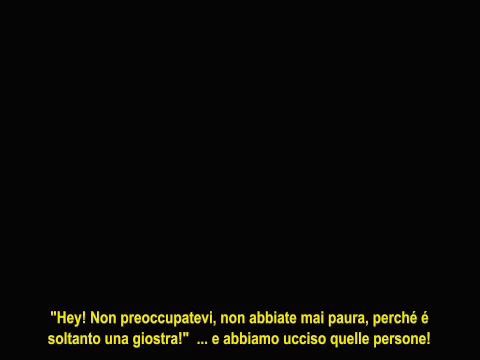 "Hey! Non preoccupatevi, non abbiate mai paura, perché é
soltanto una giostra!"  ... e abbiamo ucciso quelle persone!